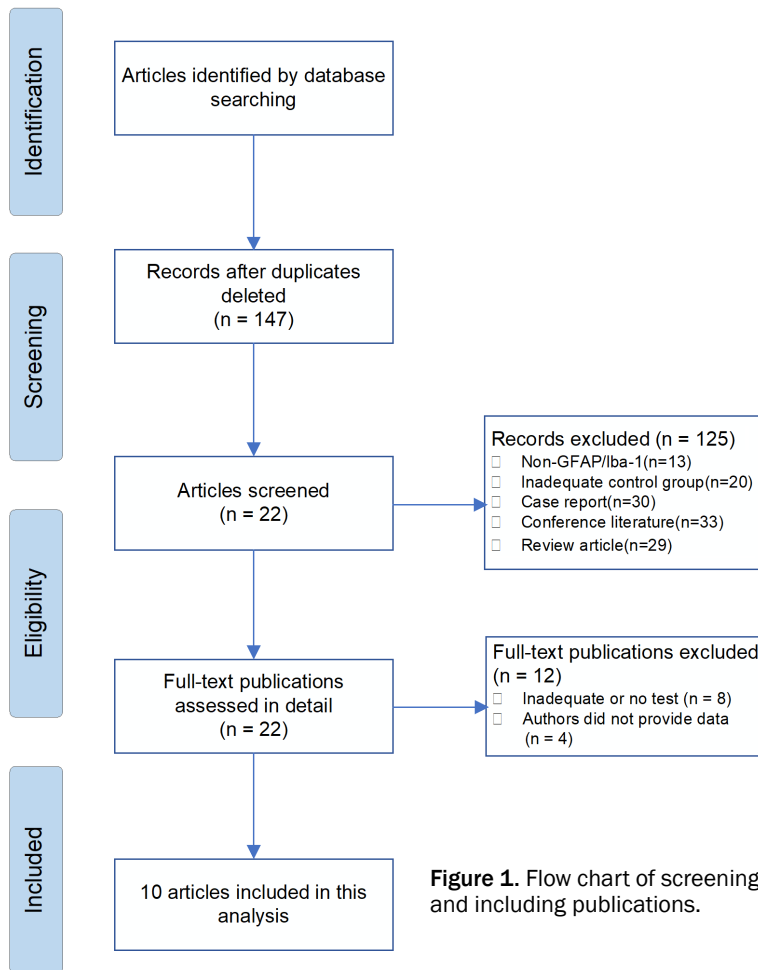 Identification
Articles identified by database
searching
Records after duplicates
deleted
(n = 147)
Screening
Articles screened
(n = 22)
Records excluded (n = 125)
Non-GFAP/Iba-1(n=13)
Inadequate control group(n=20)
Case report(n=30)
Conference literature(n=33)
Review article(n=29)
Eligibility
Full-text publications
assessed in detail
(n = 22)
Full-text publications excluded
(n = 12)
Inadequate or no test (n = 8)
Authors did not provide data
(n = 4)
Included
10 articles included in this
analysis
Figure 1. Flow chart of screening
and including publications.